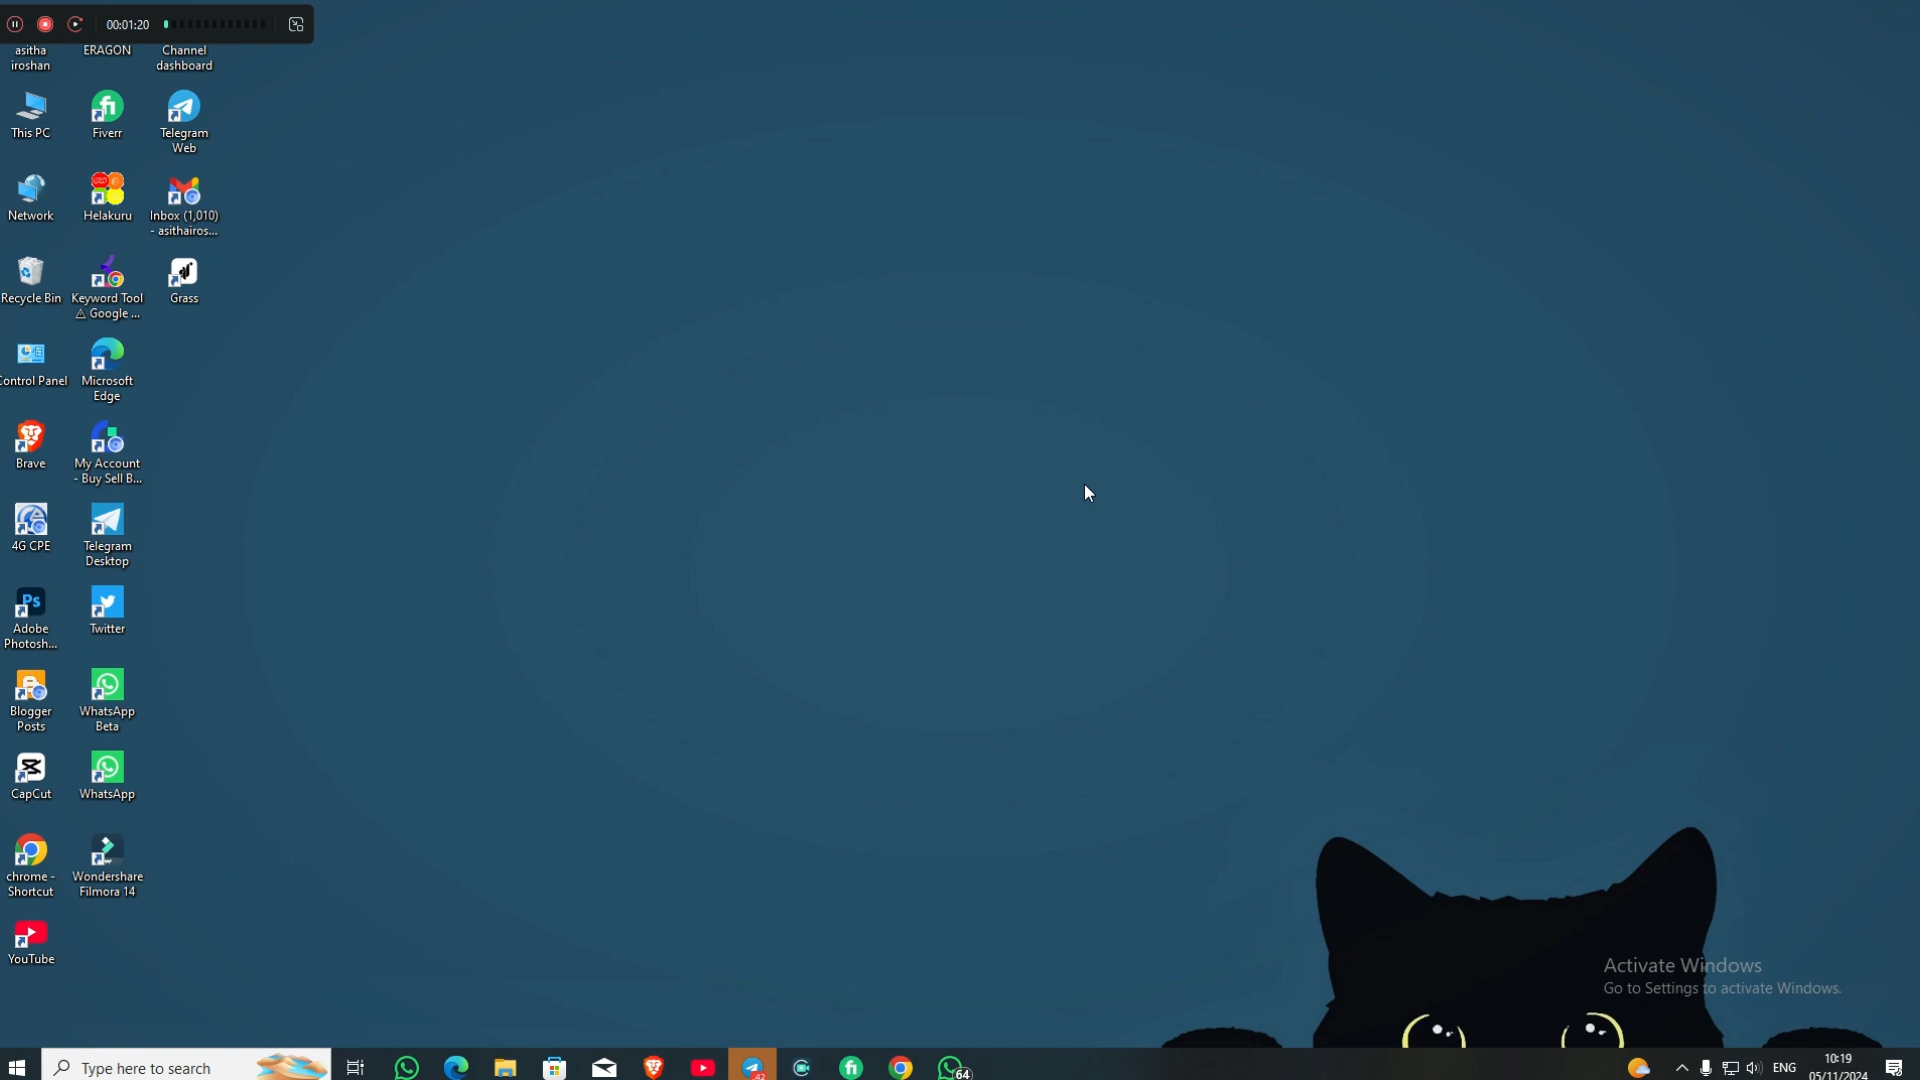 00:01:20
asitha
iroshan
ERAGON
Channel
dashboard
This PC
Fiverr
Telegram
Web
Network
Helakuru
Inbox (1,010)
- asithairos...
Recycle Bin
Keyword Tool
⚠ Google ...
Grass
Control Panel
Microsoft
Edge
Brave
My Account
- Buy Sell B...
4G CPE
Telegram
Desktop
Ps
Adobe
Photosh...
Twitter
Blogger
Posts
WhatsApp
Beta
CapCut
WhatsApp
chrome -
Shortcut
Wondershare
Filmora 14
YouTube
Activate Windows
Go to Settings to activate Windows.
Type here to search
42
fi
64
ENG
10:19
05/11/2024